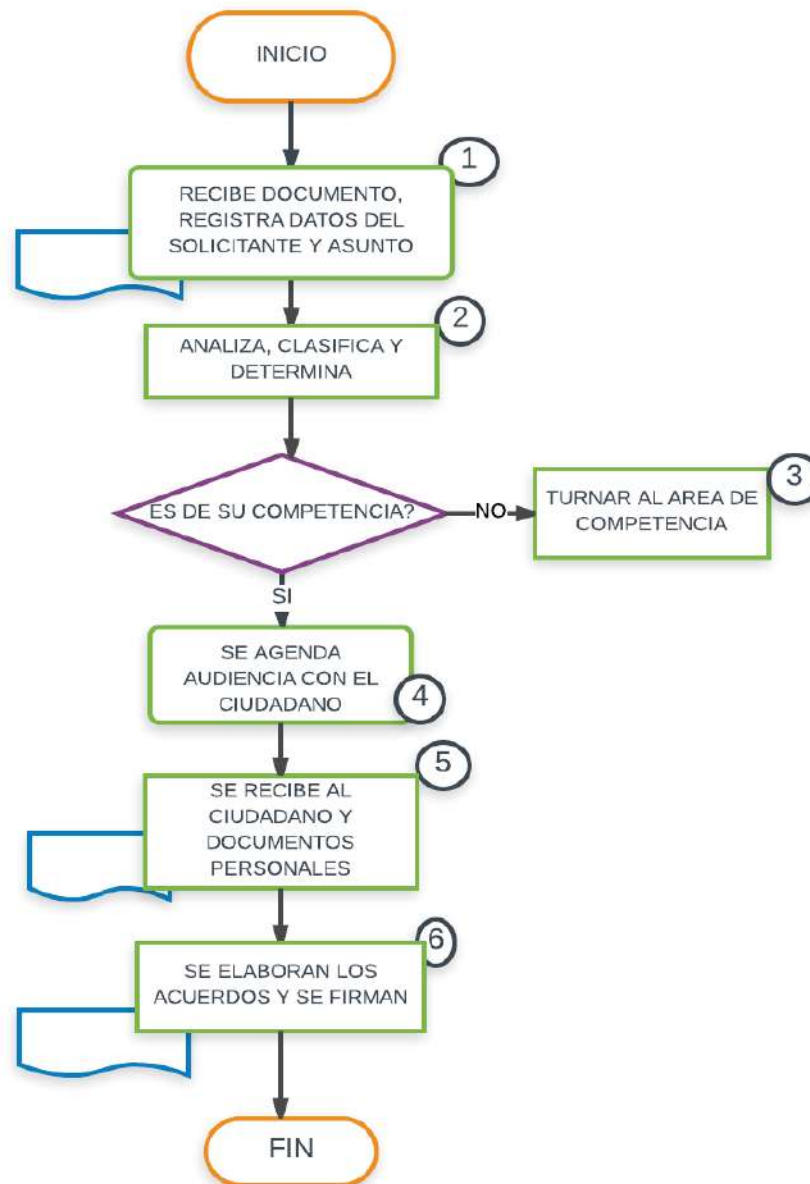 INICIO
1
RECIBE DOCUMENTO,
REGISTRA DATOS DEL
SOLICITANTE Y ASUNTO
2
ANALIZA, CLASIFICA Y
DETERMINA
ES DE SU COMPETENCIA?
NO
3
TURNAR AL AREA DE
COMPETENCIA
SI
SE AGENDA
AUDIENCIA CON EL
CIUDADANO
4
5
SE RECIBE AL
CIUDADANO Y
DOCUMENTOS
PERSONALES
6
SE ELABORAN LOS
ACUERDOS Y SE FIRMAN
FIN